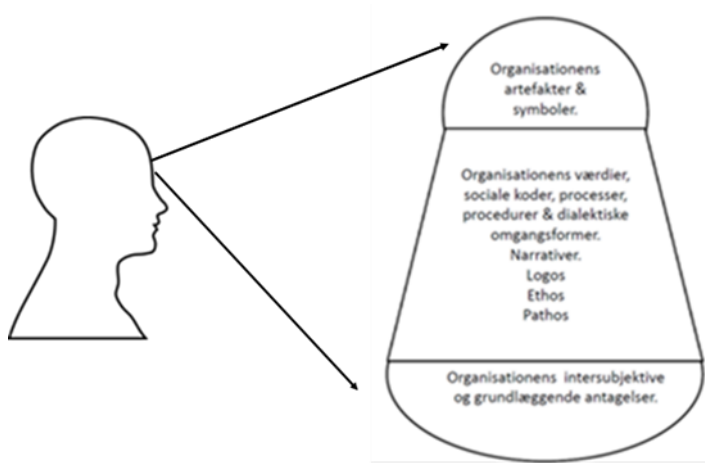 Organisationens
artefakter &
symboler.
Organisationens værdier,
sociale koder, processer,
procedurer & dialektiske
omgangsformer.
Narrativer.
Logos
Ethos
Pathos
Organisationens intersubjektive
og grundlæggende antagelser.